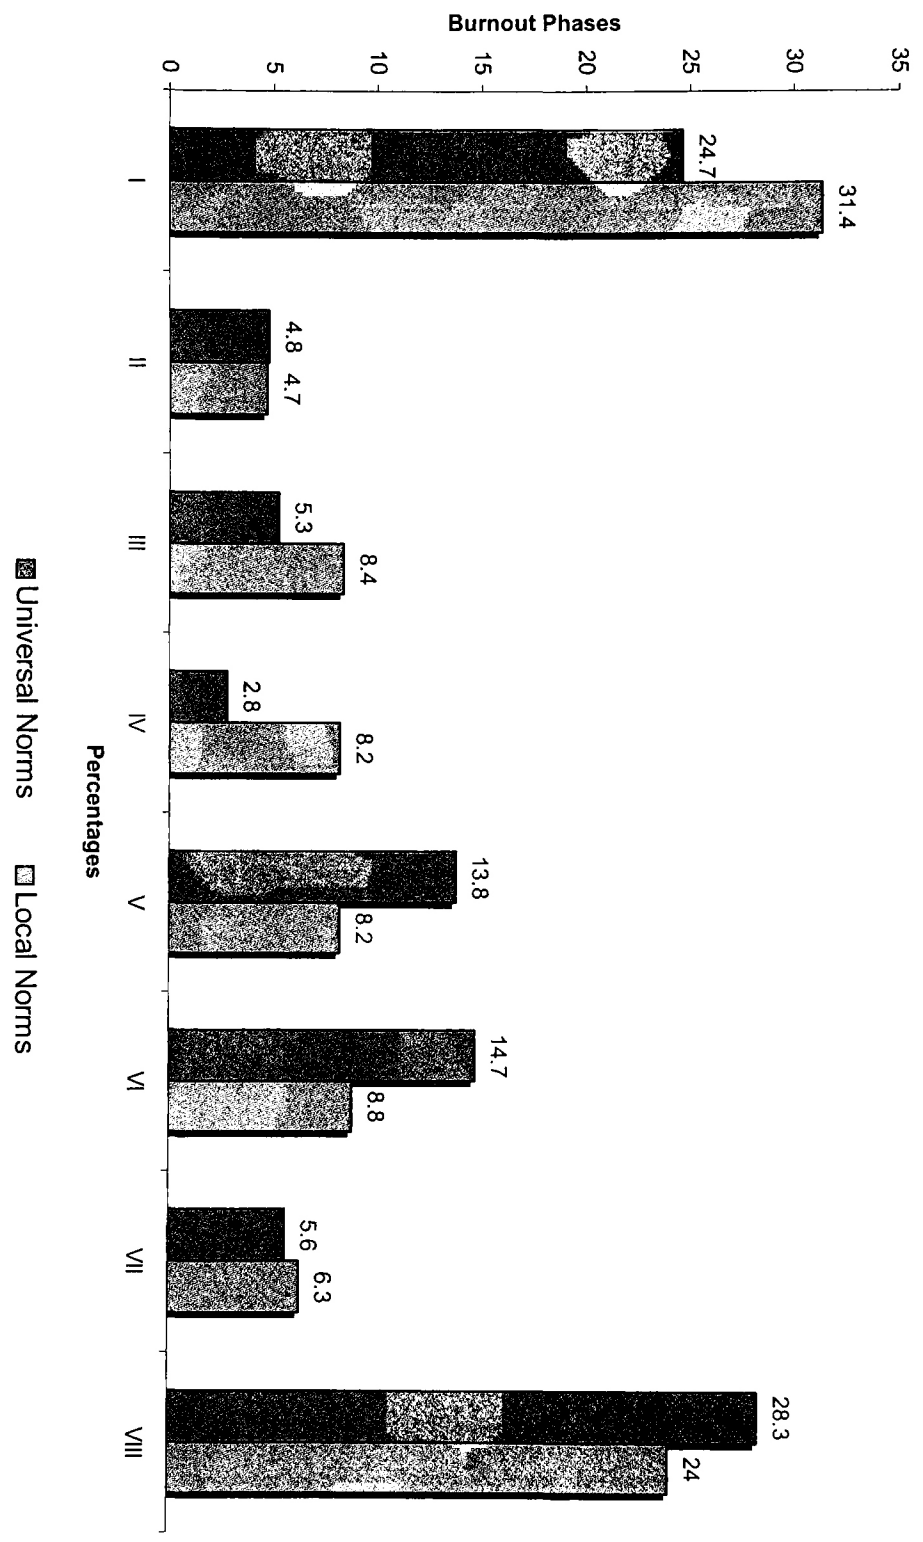 Burnout Phases
35
30
25
20
15
10
5
0
24.7
31.4
4.8
4.7
5.3
8.4
2.8
8.2
13.8
8.2
14.7
8.8
5.6
6.3
28.3
24
I
II
III
IV
V
VI
VII
VIII
Percentages
Universal Norms
Local Norms